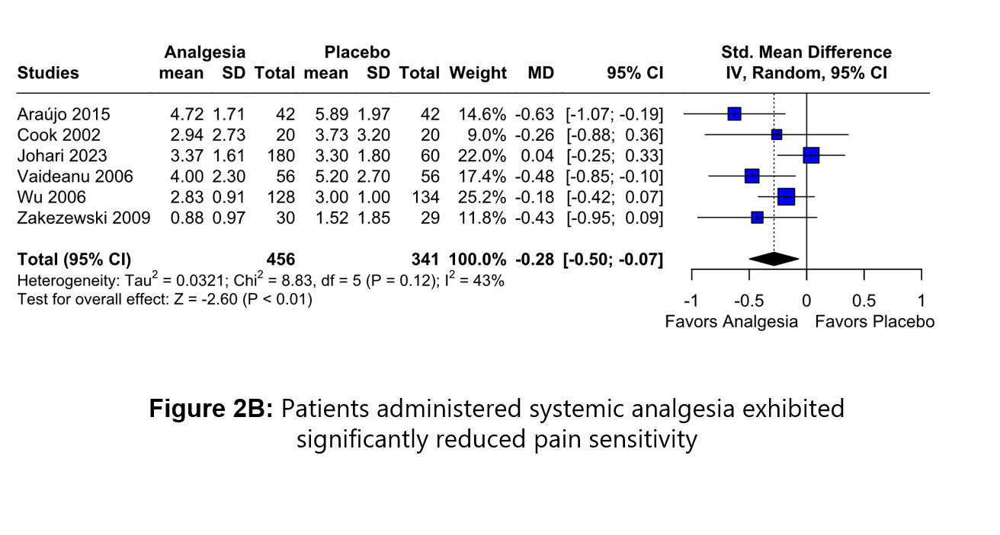 Analgesia Placebo Std. Mean Difference
Studies mean SD Total mean SD Total Weight MD 95% CI IV, Random, 95% CI
Araújo 2015 4.72 1.71 42 5.89 1.97 42 14.6% -0.63 [-1.07; -0.19]
Cook 2002 2.94 2.73 20 3.73 3.20 20 9.0% -0.26 [-0.88; 0.36]
Johari 2023 3.37 1.61 180 3.30 1.80 60 22.0% 0.04 [-0.25; 0.33]
Vaideanu 2006 4.00 2.30 56 5.20 2.70 56 17.4% -0.48 [-0.85; -0.10]
Wu 2006 2.83 0.91 128 3.00 1.00 134 25.2% -0.18 [-0.42; 0.07]
Zakezewski 2009 0.88 0.97 30 1.52 1.85 29 11.8% -0.43 [-0.95; 0.09]
Total (95% CI) 456 341 100.0% -0.28 [-0.50; -0.07]
Heterogeneity: Tau² = 0.0321; Chi² = 8.83, df = 5 (P = 0.12); I² = 43%
Test for overall effect: Z = -2.60 (P < 0.01)
-1 -0.5 0 0.5 1
Favors Analgesia Favors Placebo
Figure 2B: Patients administered systemic analgesia exhibited
significantly reduced pain sensitivity